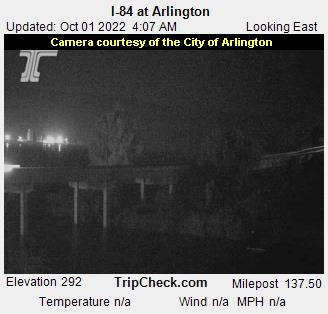 I-84 at Arlington
Updated: Oct 01 2022 4:07 AM Looking East
Camera courtesy of the City of Arlington
Elevation 292 TripCheck.com Milepost 137.50
Temperature n/a Wind n/a MPH n/a